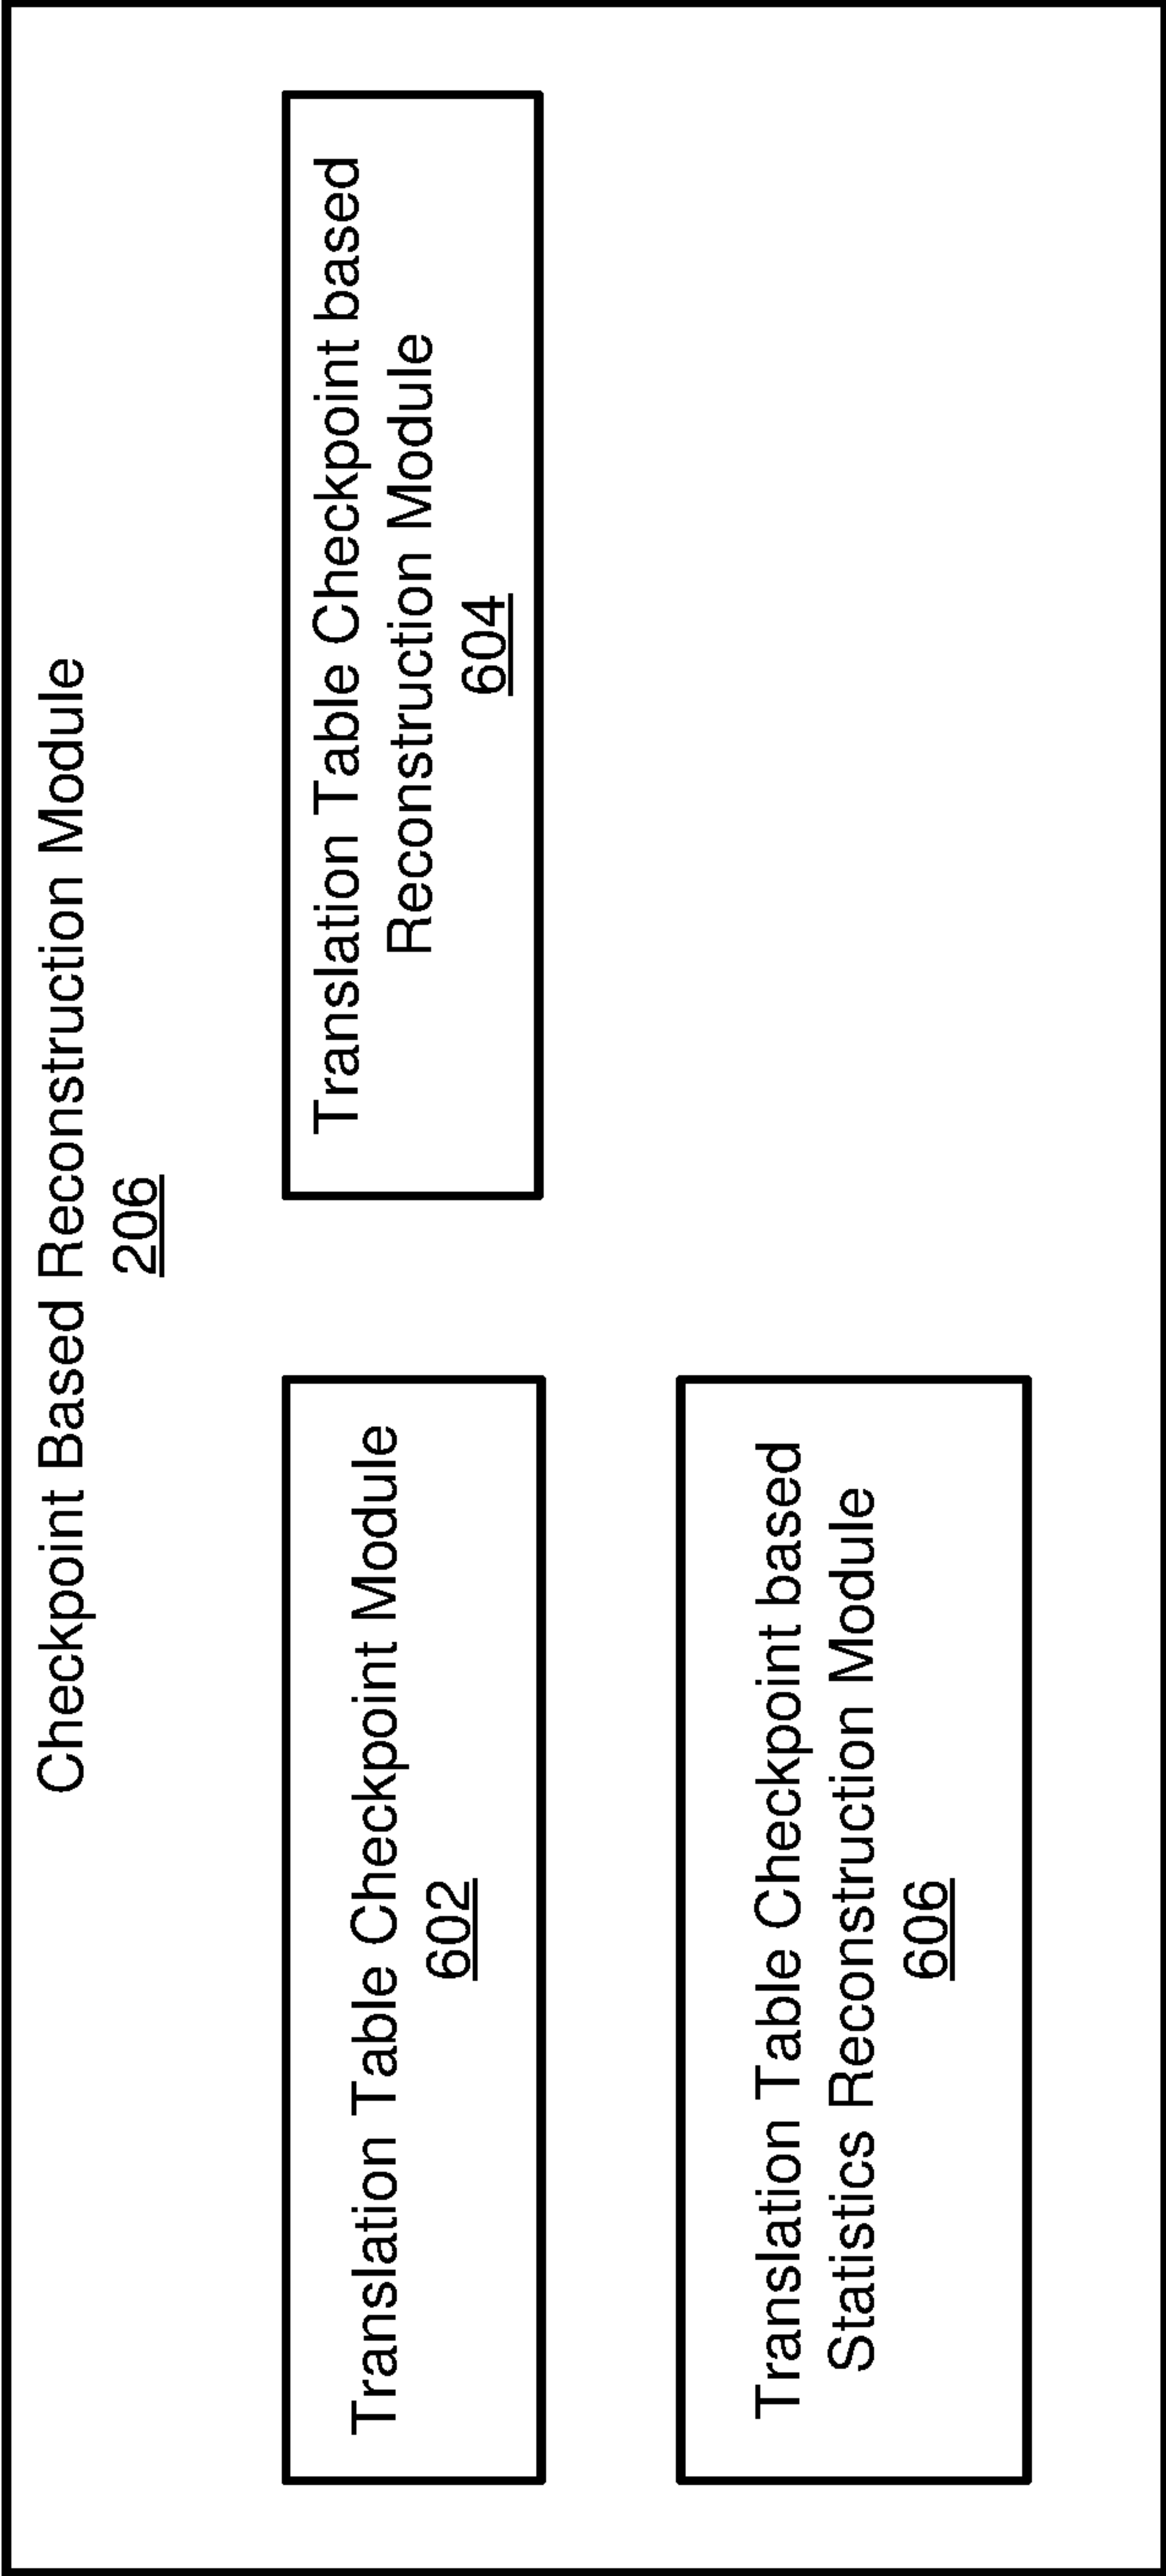 Checkpoint Based Reconstruction Module
206
Translation Table Checkpoint Module
602
Translation Table Checkpoint based
Reconstruction Module
604
Translation Table Checkpoint based
Statistics Reconstruction Module
606